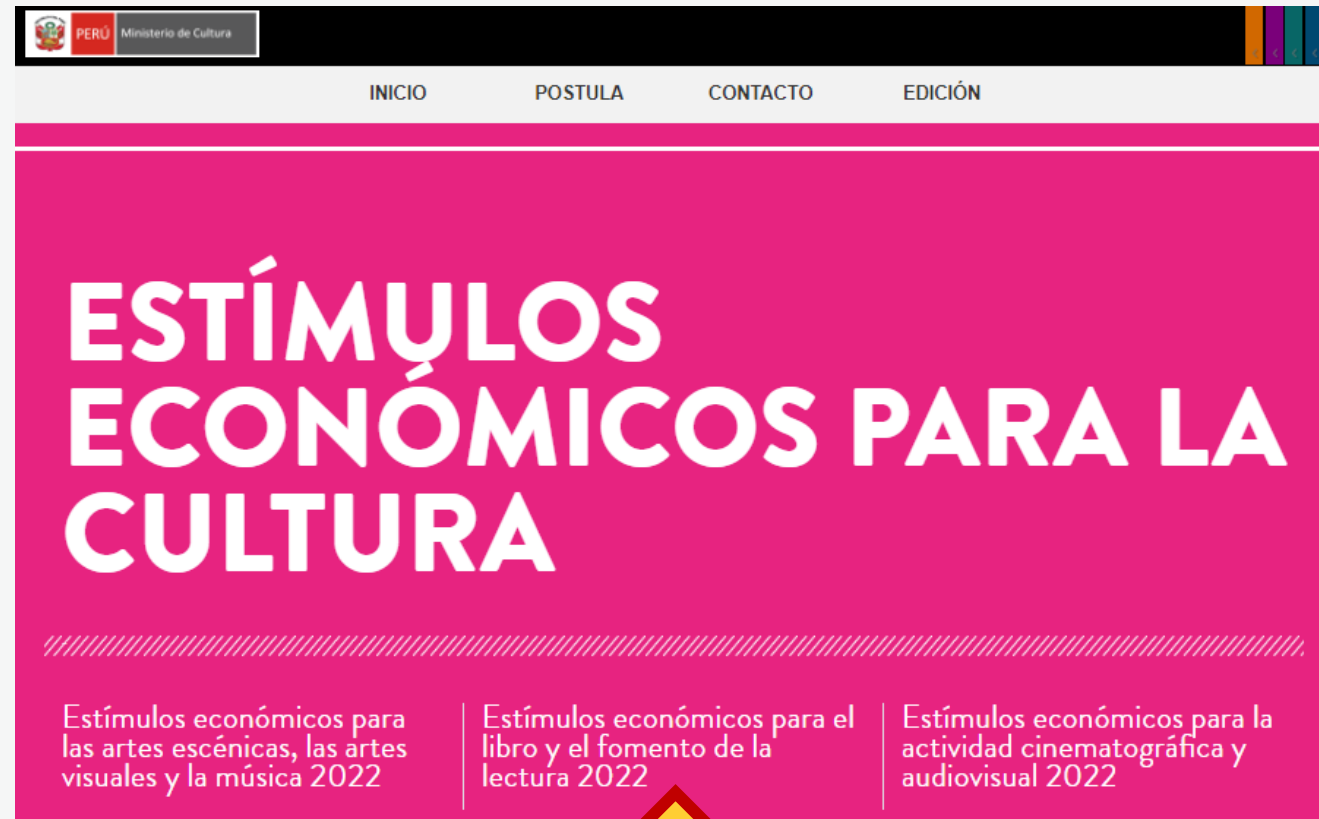 PERÚ Ministerio de Cultura
INICIO POSTULA CONTACTO EDICIÓN
ESTÍMULOS
ECONÓMICOS PARA LA
CULTURA
Estímulos económicos para
las artes escénicas, las artes
visuales y la música 2022
Estímulos económicos para el
libro y el fomento de la
lectura 2022
Estímulos económicos para la
actividad cinematográfica y
audiovisual 2022